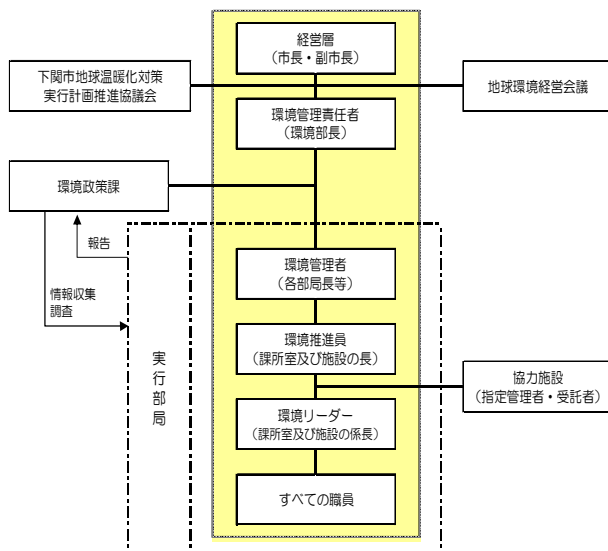 経営層
(市長・副市長)
下関市地球温暖化対策
実行計画推進協議会
地球環境経営会議
環境管理責任者
(環境部長)
環境政策課
報告
環境管理者
(各部局長等)
情報収集
調査
環境推進員
(課所室及び施設の長)
実行部局
協力施設
(指定管理者・受託者)
環境リーダー
(課所室及び施設の係長)
すべての職員